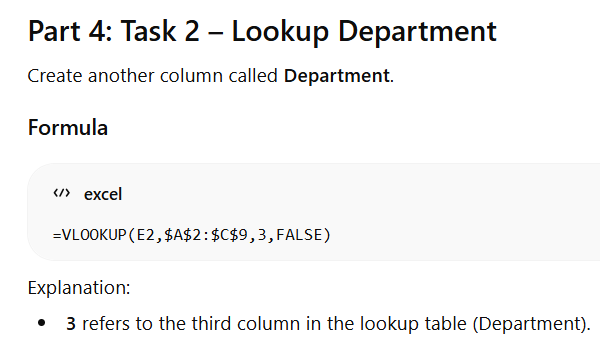 Part 4: Task 2 – Lookup Department
Create another column called Department.
Formula
</> excel
=VLOOKUP(E2,$A$2:$C$9,3,FALSE)
Explanation:
• 3 refers to the third column in the lookup table (Department).